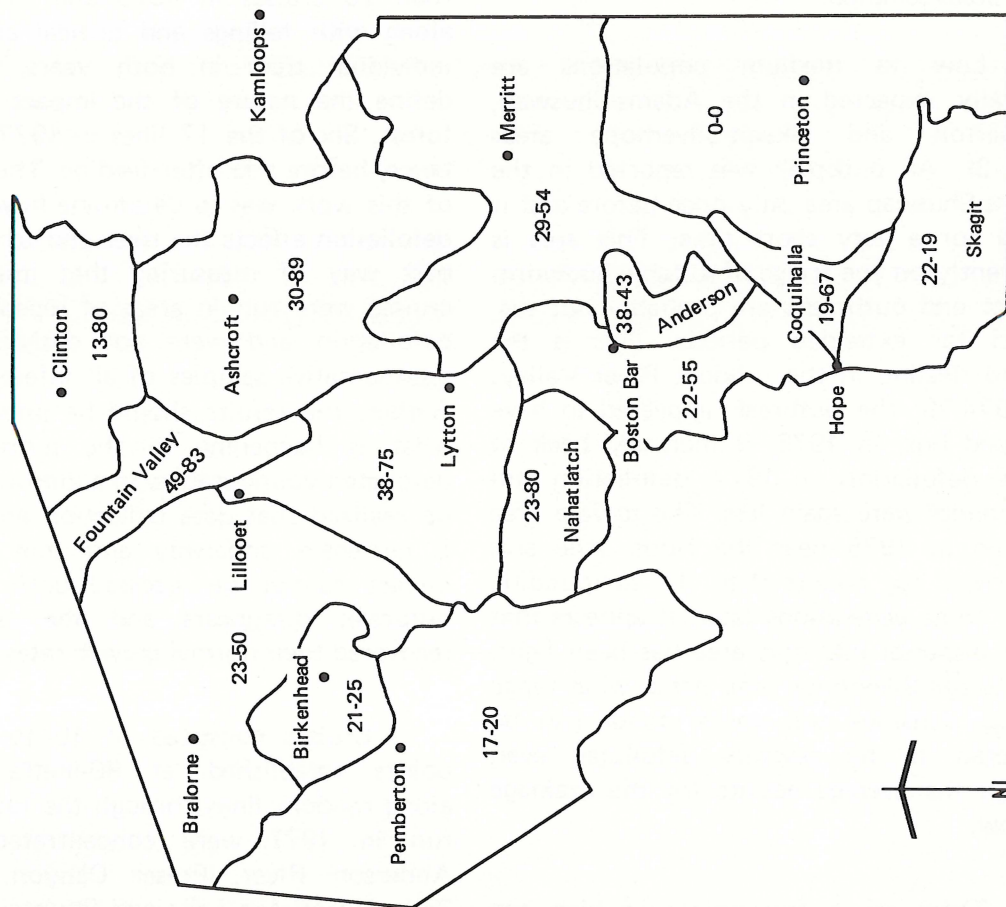 Clinton
13-80
Fountain Valley
49-83
Bralorne
Ashcroft
Lillooet
23-50
Kamloops
30-89
Birkenhead
21-25
38-75
Pemberton
Lytton
17-20
Merritt
23-80
29-54
Nahatlatch
38-43
Boston Bar
Anderson
22-55
0-0
Coquihalla
Princeton
19-67
Hope
22-19
Skagit
N